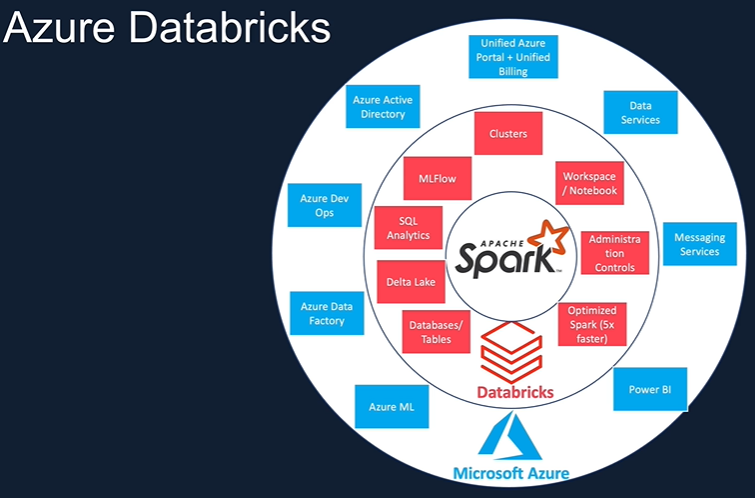 Azure Databricks
Unified Azure
Portal + Unified
Billing
Azure Active
Directory
Data
Services
Clusters
MLFlow
Workspace
/ Notebook
Azure Dev
Ops
SQL
Analytics
APACHE
Spark™
Administra
tion
Controls
Messaging
Services
Delta Lake
Azure Data
Factory
Databases/
Tables
Optimized
Spark (5x
faster)
Databricks
Power BI
Azure ML
Microsoft Azure